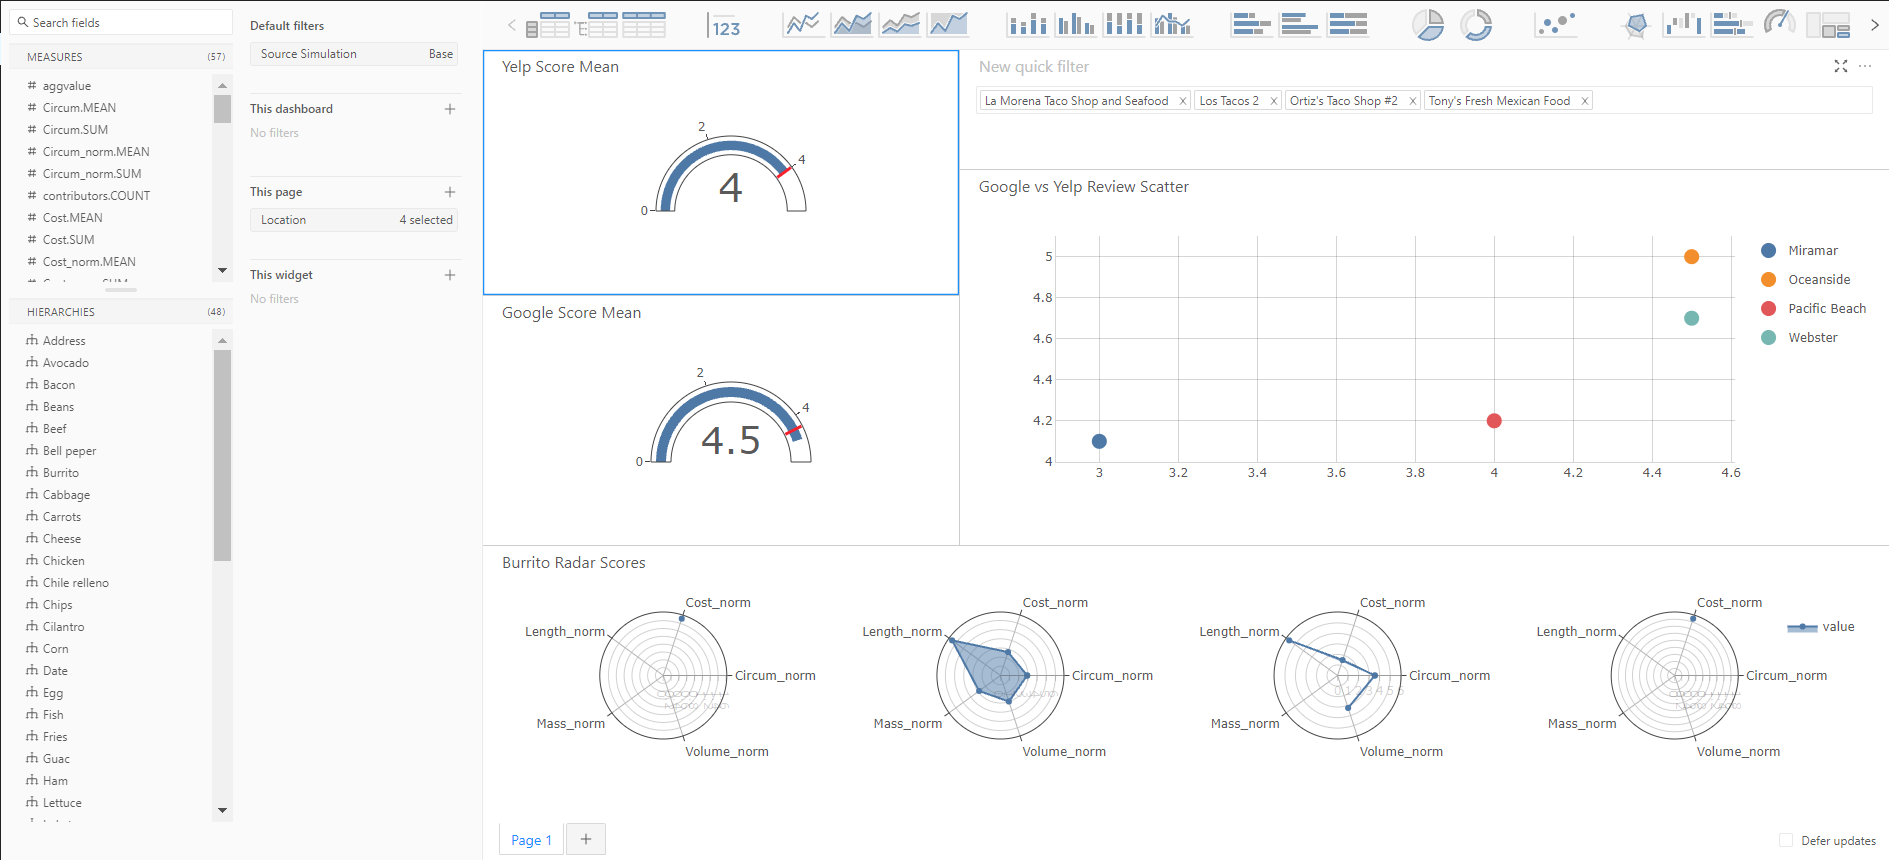 Search fields
MEASURES (57)
# aggvalue
# Circum.MEAN
# Circum.SUM
# Circum_norm.MEAN
# Circum_norm.SUM
# contributors.COUNT
# Cost.MEAN
# Cost.SUM
# Cost_norm.MEAN
HIERARCHIES (48)
Address
Avocado
Bacon
Beans
Beef
Bell peper
Burrito
Cabbage
Carrots
Cheese
Chicken
Chile relleno
Chips
Cilantro
Corn
Date
Egg
Fish
Fries
Guac
Ham
Lettuce
Default filters
Source Simulation Base
This dashboard +
No filters
This page +
Location 4 selected
This widget +
No filters
123
Yelp Score Mean
0 2 4
4
Google Score Mean
0 2 4
4.5
New quick filter
La Morena Taco Shop and Seafood x Los Tacos 2 x Ortiz's Taco Shop #2 x Tony's Fresh Mexican Food x
Google vs Yelp Review Scatter
5
4.8
4.6
4.4
4.2
4
3 3.2 3.4 3.6 3.8 4 4.2 4.4 4.6
Miramar
Oceanside
Pacific Beach
Webster
Burrito Radar Scores
Cost_norm
Length_norm
Circum_norm
Mass_norm
Volume_norm
Cost_norm
Length_norm
Circum_norm
Mass_norm
Volume_norm
Cost_norm
Length_norm
Circum_norm
Mass_norm
Volume_norm
Cost_norm
Length_norm
Circum_norm
Mass_norm
Volume_norm
value
Page 1 +
Defer updates